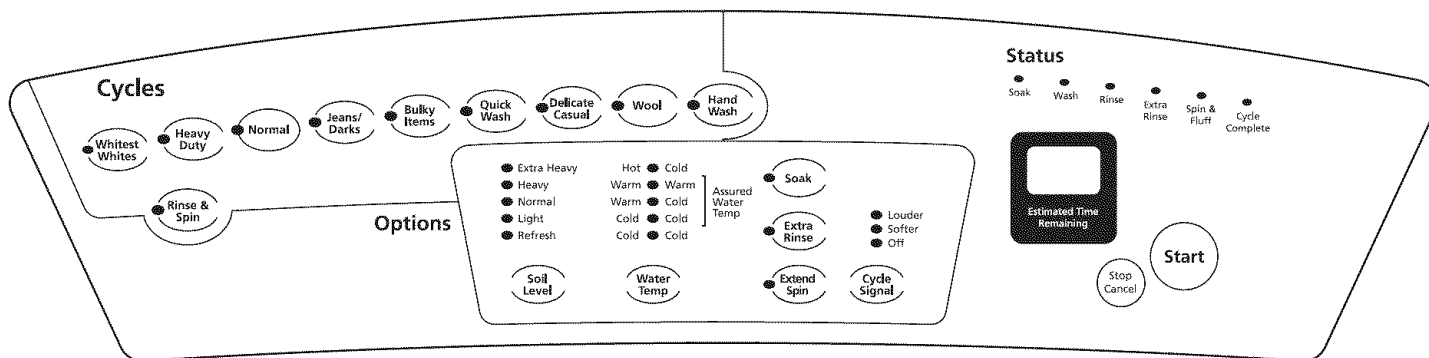 Cycles
Whitest
Whites
Heavy
Duty
Normal
Jeans/
Darks
Bulky
Items
Quick
Wash
Delicate
Casual
Wool
Hand
Wash
Rinse &
Spin
Options
Extra Heavy
Heavy
Normal
Light
Refresh
Soil
Level
Hot Cold
Warm Warm
Warm Cold
Cold Cold
Cold Cold
Assured
Water
Temp
Water
Temp
Soak
Extra
Rinse
Extend
Spin
Louder
Softer
Off
Cycle
Signal
Status
Soak
Wash
Rinse
Extra
Rinse
Spin &
Fluff
Cycle
Complete
Estimated Time
Remaining
Stop
Cancel
Start